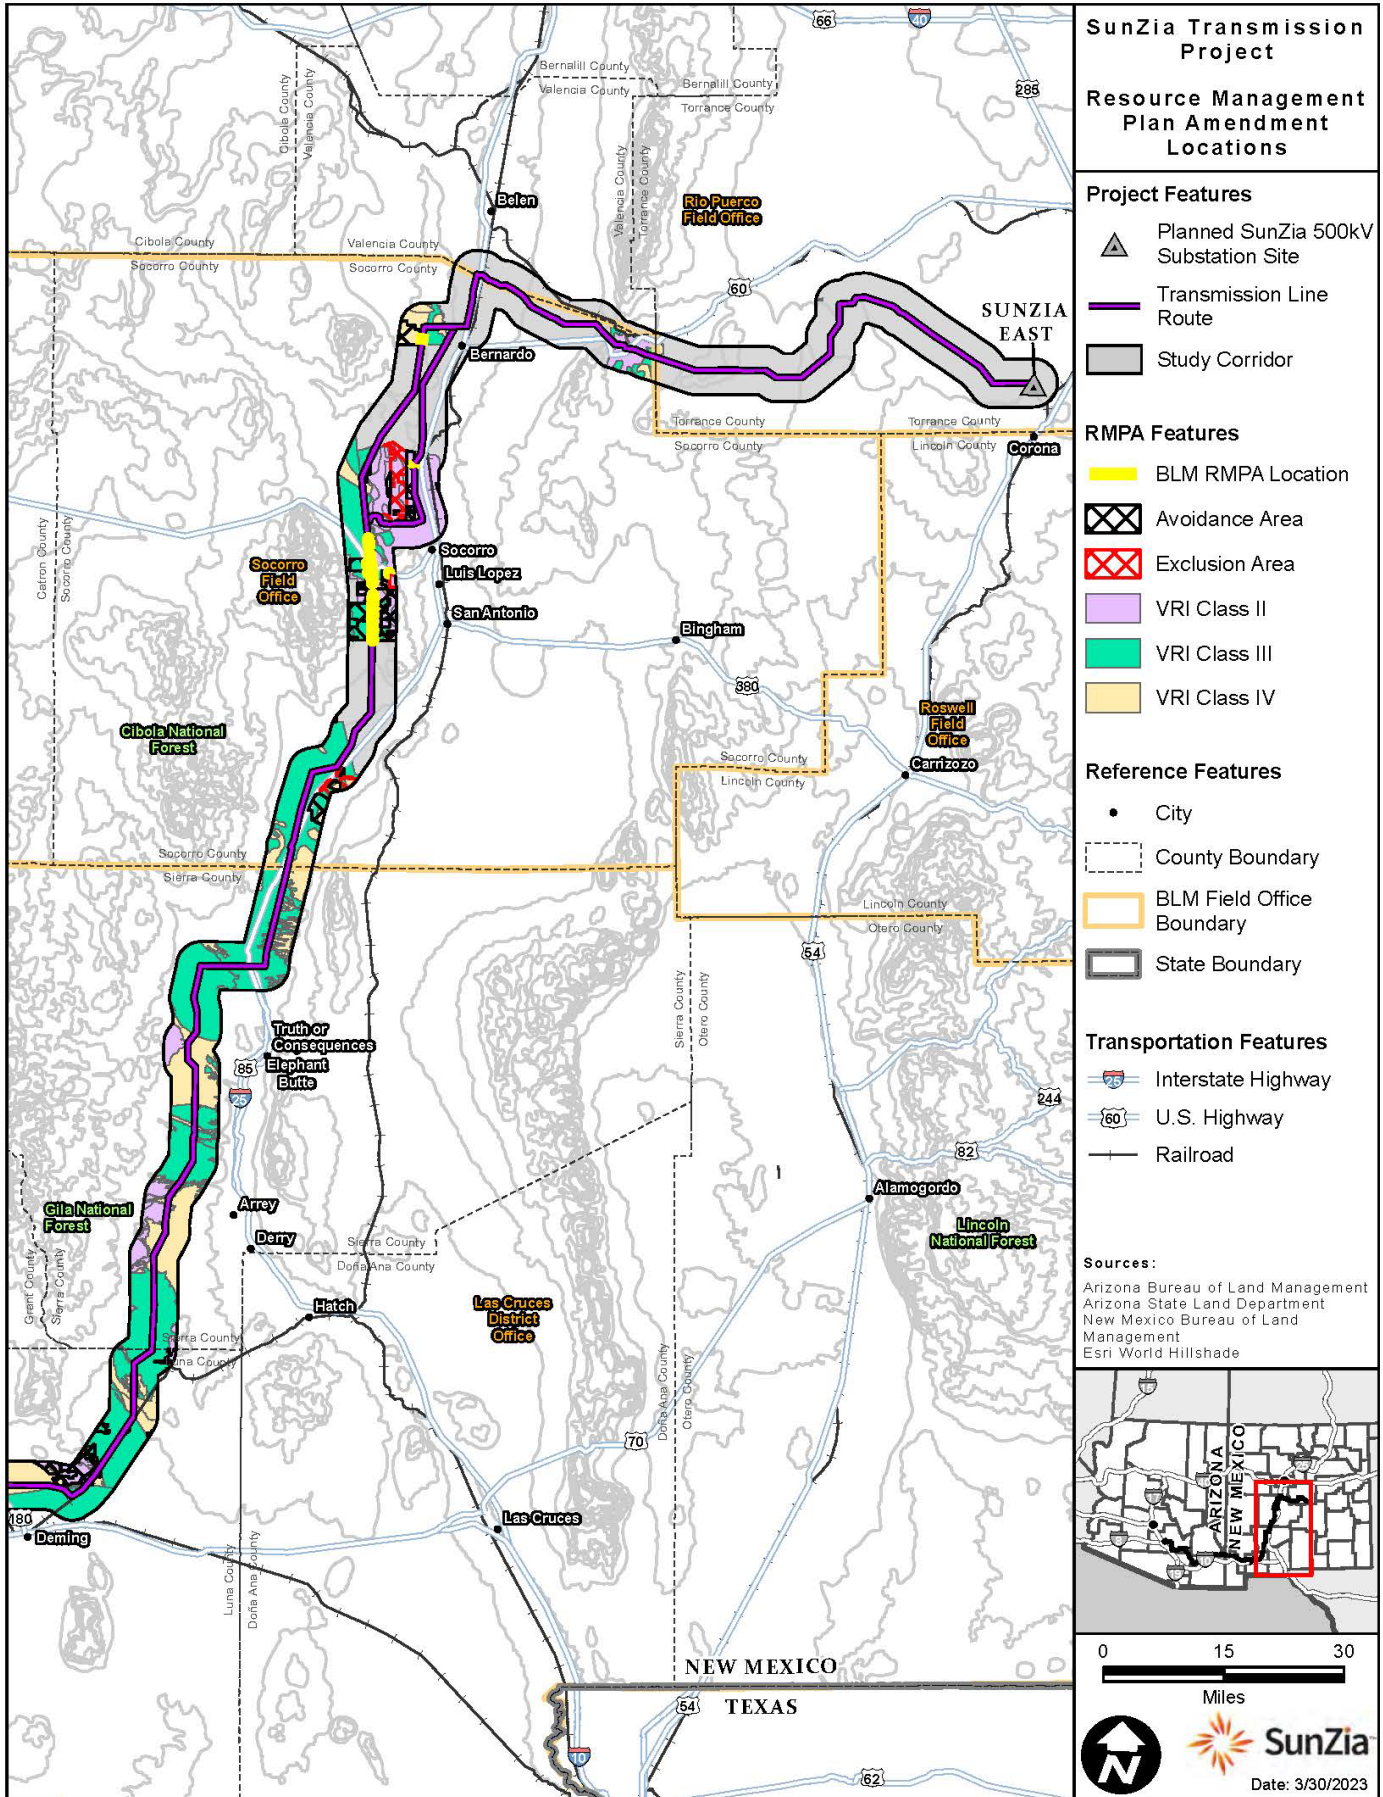 66
40
Bernalill County
Valencia County
Bernalill County
Torrance County
285
Cibola County
Valencia County
Valencia County
Torrance County
Belen
Rio Puerco
Field Office
Cibola County
Socorro County
Valencia County
Socorro County
60
SUNZIA
EAST
Bernardo
Torrance County
Socorro County
Torrance County
Lincoln County
Corona
Catron County
Socorro County
Socorro
Field
Office
Socorro
Luis Lopez
San Antonio
Bingham
380
Roswell
Field
Office
Cibola National
Forest
Socorro County
Lincoln County
Carrizozo
Socorro County
Sierra County
Lincoln County
Otero County
54
Sierra County
Otero County
Truth or
Consequences
85
Elephant
Butte
25
244
82
Alamogordo
Arrey
Gila National
Forest
Lincoln
National Forest
Derry
Sierra County
Doña Ana County
Grant County
Sierra County
Hatch
Las Cruces
District
Office
Sierra County
Luna County
Doña Ana County
Otero County
70
180
Deming
Las Cruces
Luna County
Doña Ana County
NEW MEXICO
TEXAS
54
10
62
SunZia Transmission
Project
Resource Management
Plan Amendment
Locations
Project Features
Planned SunZia 500kV
Substation Site
Transmission Line
Route
Study Corridor
RMPA Features
BLM RMPA Location
Avoidance Area
Exclusion Area
VRI Class II
VRI Class III
VRI Class IV
Reference Features
City
County Boundary
BLM Field Office
Boundary
State Boundary
Transportation Features
25
Interstate Highway
60
U.S. Highway
Railroad
Sources:
Arizona Bureau of Land Management
Arizona State Land Department
New Mexico Bureau of Land
Management
Esri World Hillshade
ARIZONA
NEW MEXICO
0 15 30
Miles
N
SunZia
Date: 3/30/2023